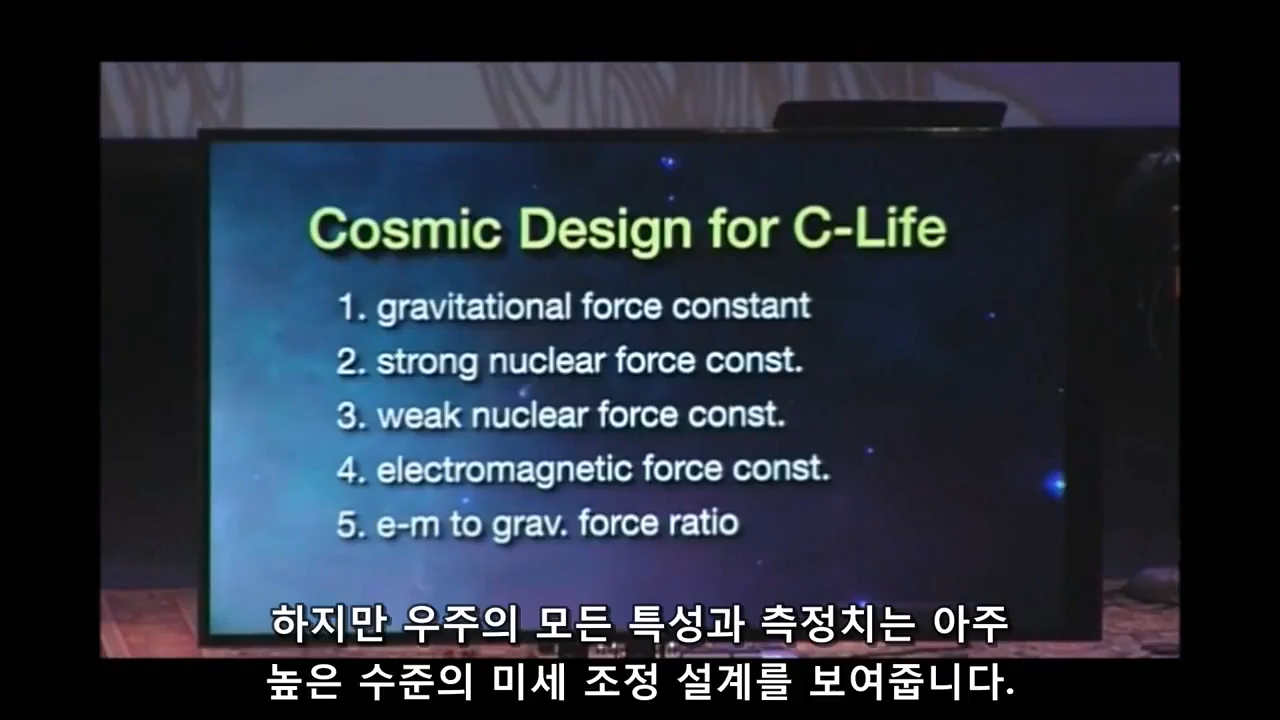 Cosmic Design for C-Life
1. gravitational force constant
2. strong nuclear force const.
3. weak nuclear force const.
4. electromagnetic force const.
5. e-m to grav. force ratio
하지만 우주의 모든 특성과 측정치는 아주
높은 수준의 미세 조정 설계를 보여줍니다.